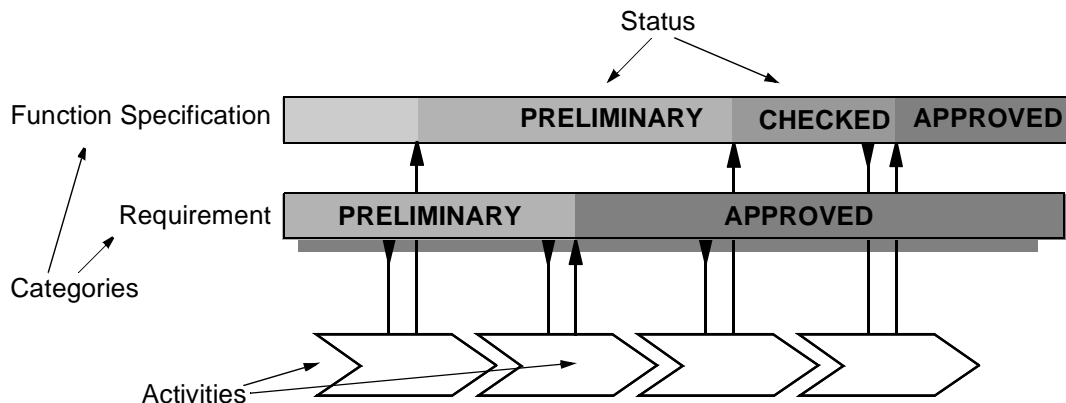 Status
Function Specification
PRELIMINARY CHECKED APPROVED
Requirement
PRELIMINARY APPROVED
Categories
Activities